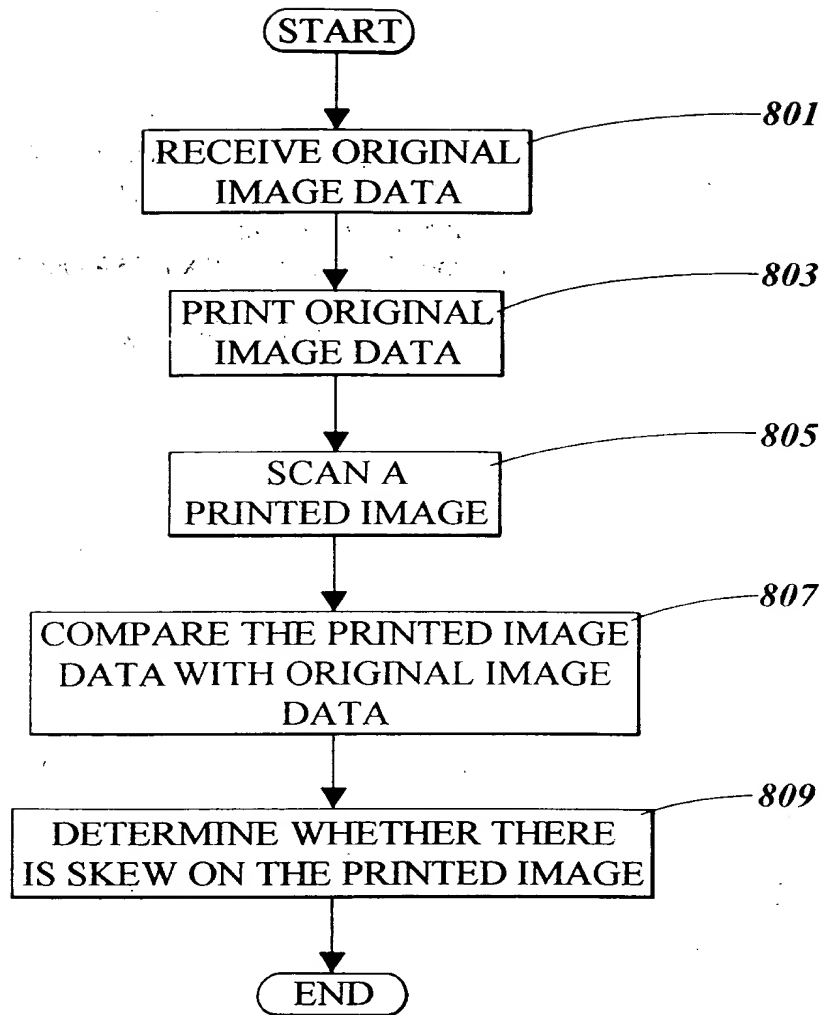 START
801
RECEIVE ORIGINAL
IMAGE DATA
803
PRINT ORIGINAL
IMAGE DATA
805
SCAN A
PRINTED IMAGE
807
COMPARE THE PRINTED IMAGE
DATA WITH ORIGINAL IMAGE
DATA
809
DETERMINE WHETHER THERE
IS SKEW ON THE PRINTED IMAGE
END